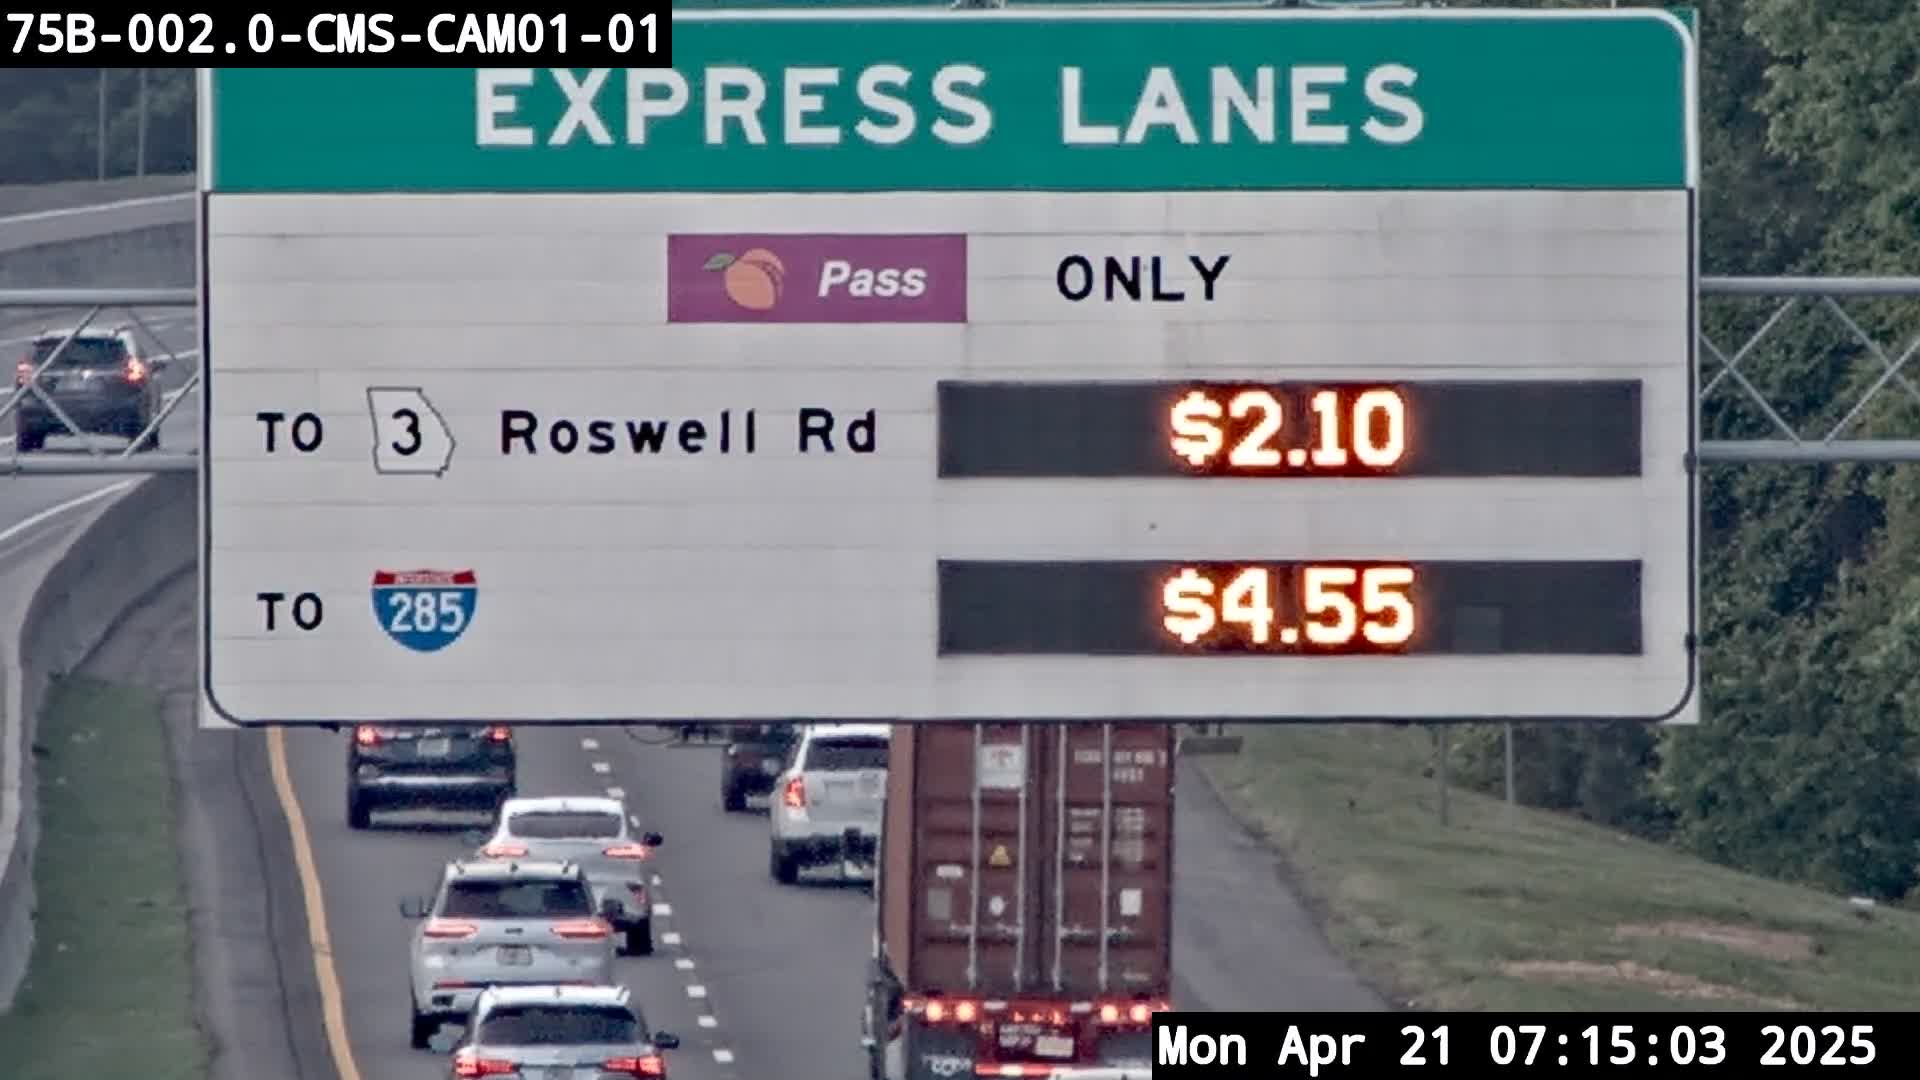 75B-002.0-CMS-CAM01-01
EXPRESS LANES
Pass ONLY
TO 3 Roswell Rd $2.10
TO 285 $4.55
Mon Apr 21 07:15:03 2025